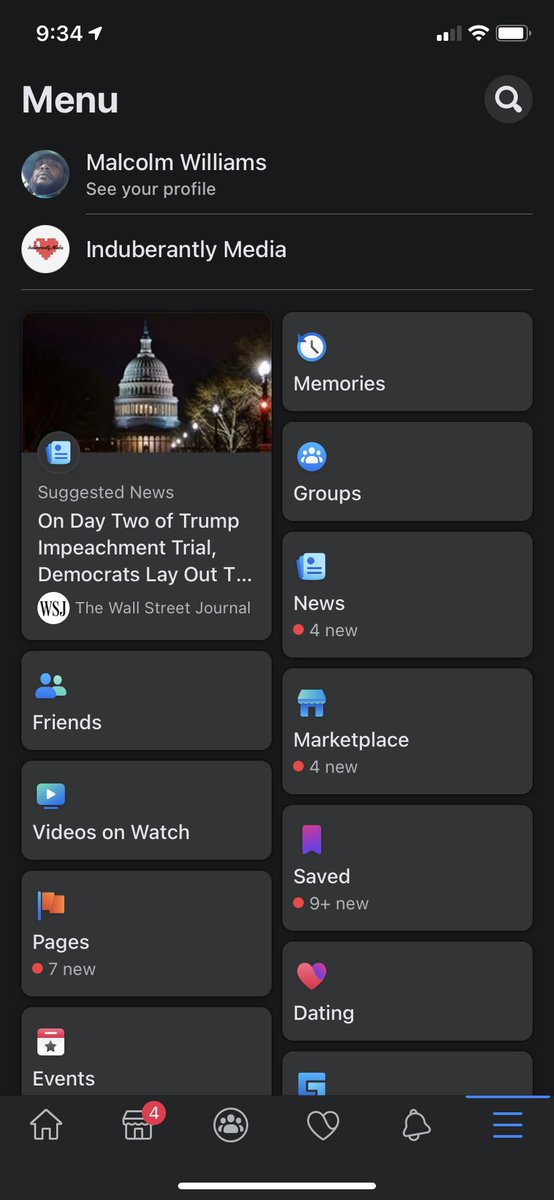 9:34
Menu
Malcolm Williams
See your profile
Induberantly Media
Induberantly Media
Suggested News
On Day Two of Trump
Impeachment Trial,
Democrats Lay Out T...
WSJ The Wall Street Journal
Friends
Videos on Watch
Pages
7 new
Events
Memories
Groups
News
4 new
Marketplace
4 new
Saved
9+ new
Dating
4